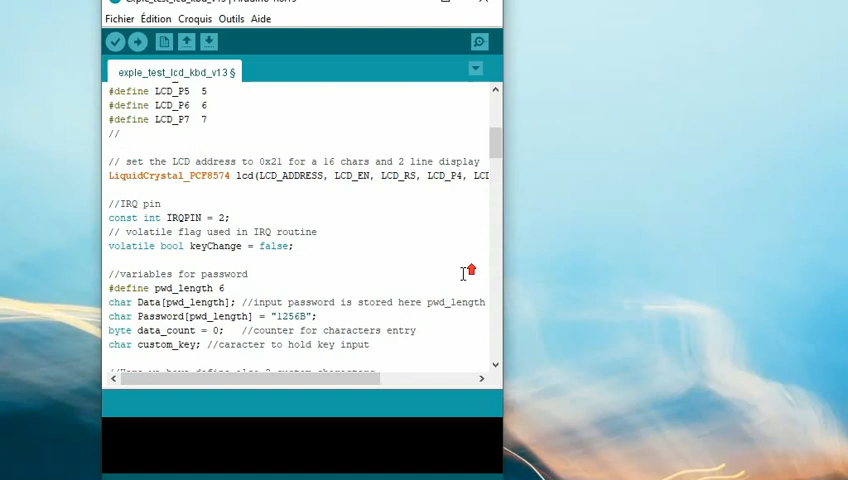 Fichier Édition Croquis Outils Aide
exple_test_lcd_kbd_v13 §
#define LCD_P5 5
#define LCD_P6 6
#define LCD_P7 7
//
// set the LCD address to 0x21 for a 16 chars and 2 line display
LiquidCrystal_PCF8574 lcd(LCD_ADDRESS, LCD_EN, LCD_RS, LCD_P4, LCD
//IRQ pin
const int IRQPIN = 2;
// volatile flag used in IRQ routine
volatile bool keyChange = false;
//variables for password
#define pwd_length 6
char Data[pwd_length]; //input password is stored here pwd_length
char Password[pwd_length] = "1256B";
byte data_count = 0; //counter for characters entry
char custom_key; //caracter to hold key input